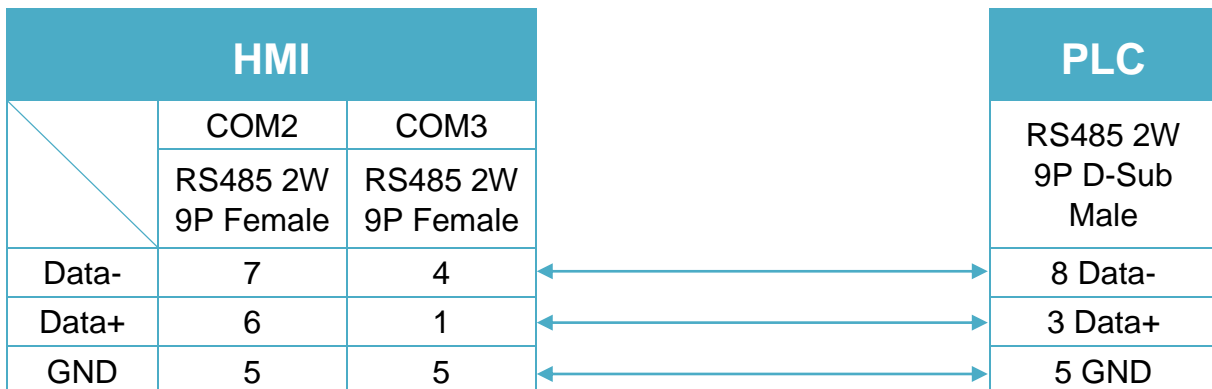 HMI
PLC
COM2
COM3
RS485 2W
9P Female
RS485 2W
9P Female
RS485 2W
9P D-Sub
Male
Data-
7
4
8 Data-
Data+
6
1
3 Data+
GND
5
5
5 GND